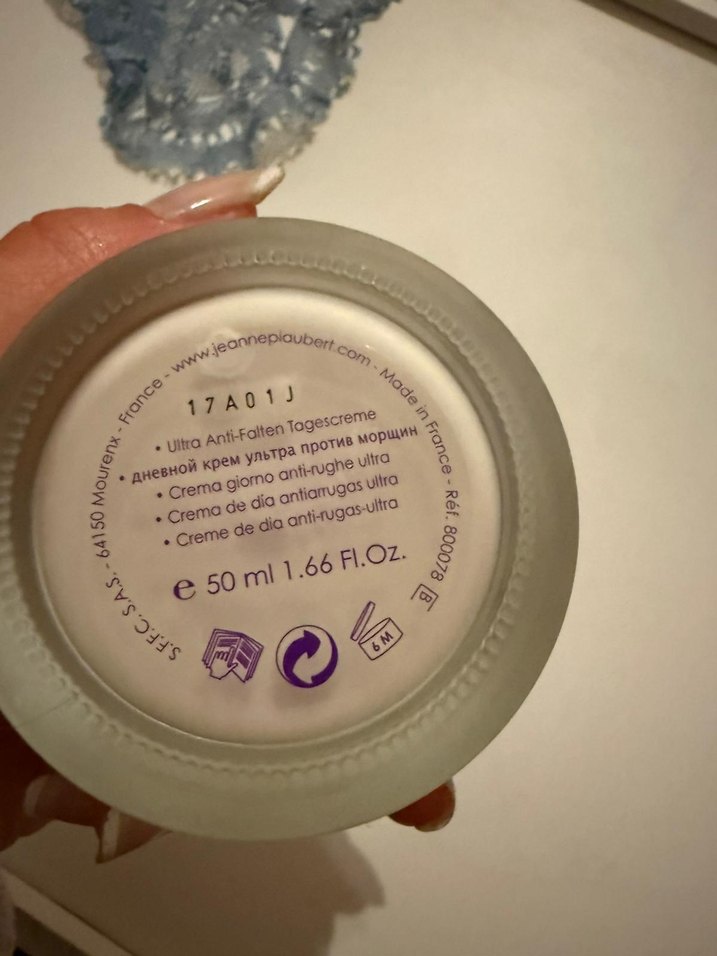 S.F.F.C. S.A.S. - 64150 Mourenx - France - www.jeannepiaubert.com - Made in France - Réf. 800078 B
17A01J
• Ultra Anti-Falten Tagescreme
• дневной крем ультра против морщин
• Crema giorno anti-rughe ultra
• Crema de día antiarrugas ultra
• Creme de dia anti-rugas-ultra
e 50 ml 1.66 Fl.Oz.
6 M